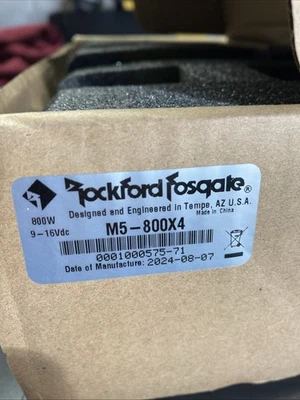 Rockford Fosgate®
Designed and Engineered in Tempe, AZ U.S.A.
Made in China
800W
9-16Vdc
M5-800X4
0001000575-71
Date of Manufacture: 2024-08-07